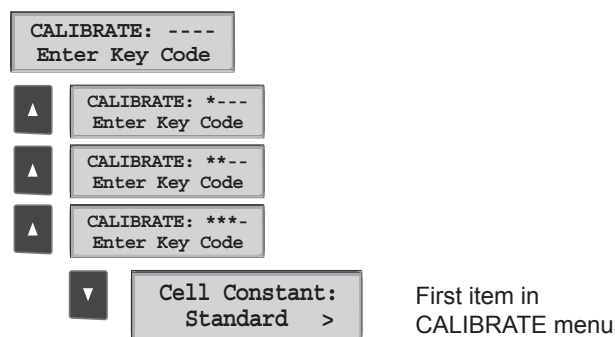 CALIBRATE: ----
Enter Key Code
CALIBRATE: *---
Enter Key Code
CALIBRATE: **--
Enter Key Code
CALIBRATE: ***-
Enter Key Code
Cell Constant:
Standard >
First item in
CALIBRATE menu